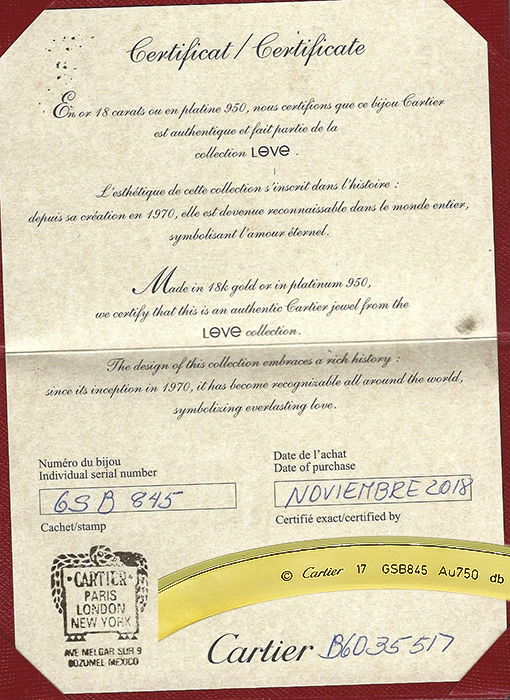 Certificat / Certificate
En or 18 carats ou en platine 950, nous certifions que ce bijou Cartier
est authentique et fait partie de la
collection LOVE .
L'esthétique de cette collection s'inscrit dans l'histoire :
depuis sa création en 1970, elle est devenue reconnaissable dans le monde entier,
symbolisant l'amour éternel.
Made in 18k gold or in platinum 950,
we certify that this is an authentic Cartier jewel from the
LOVE collection.
The design of this collection embraces a rich history :
since its inception in 1970, it has become recognizable all around the world,
symbolizing everlasting love.
Numéro du bijou
Individual serial number
GSB 845
Date de l'achat
Date of purchase
NOVIEMBRE 2018
Cachet/stamp
Certifié exact/certified by
CARTIER
PARIS
LONDON
NEW YORK
AVE MELGAR SUR 9
COZUMEL MEXICO
© Cartier 17 GSB845 Au750 db
Cartier B6035517